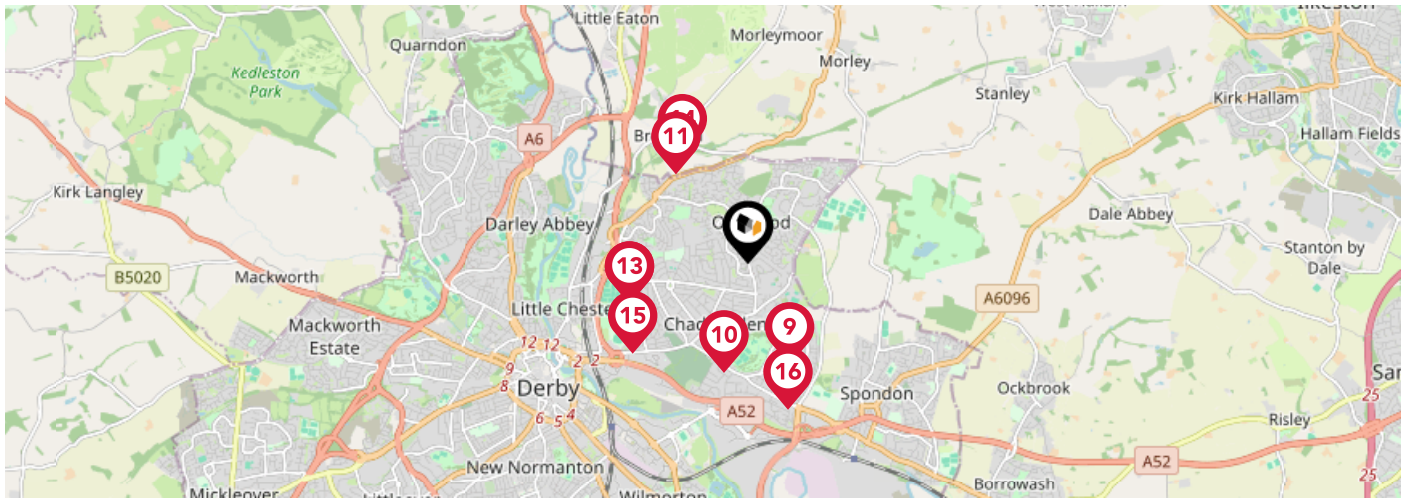 Little Eaton
West Hallam
Ilkeston
Quarndon
Morleymoor
Morley
Kedleston
Park
Stanley
Kirk Hallam
A6
11
Hallam Fields
Kirk Langley
Dale Abbey
Darley Abbey
Stanton by
Dale
B5020
Mackworth
13
A6096
Little Chester
15
10
9
Mackworth
Estate
16
12
12
2
2
9
8
Derby
6
5
4
A52
Spondon
Ockbrook
25
Risley
A52
25
New Normanton
Mickleover
Wilmorton
Borrowash